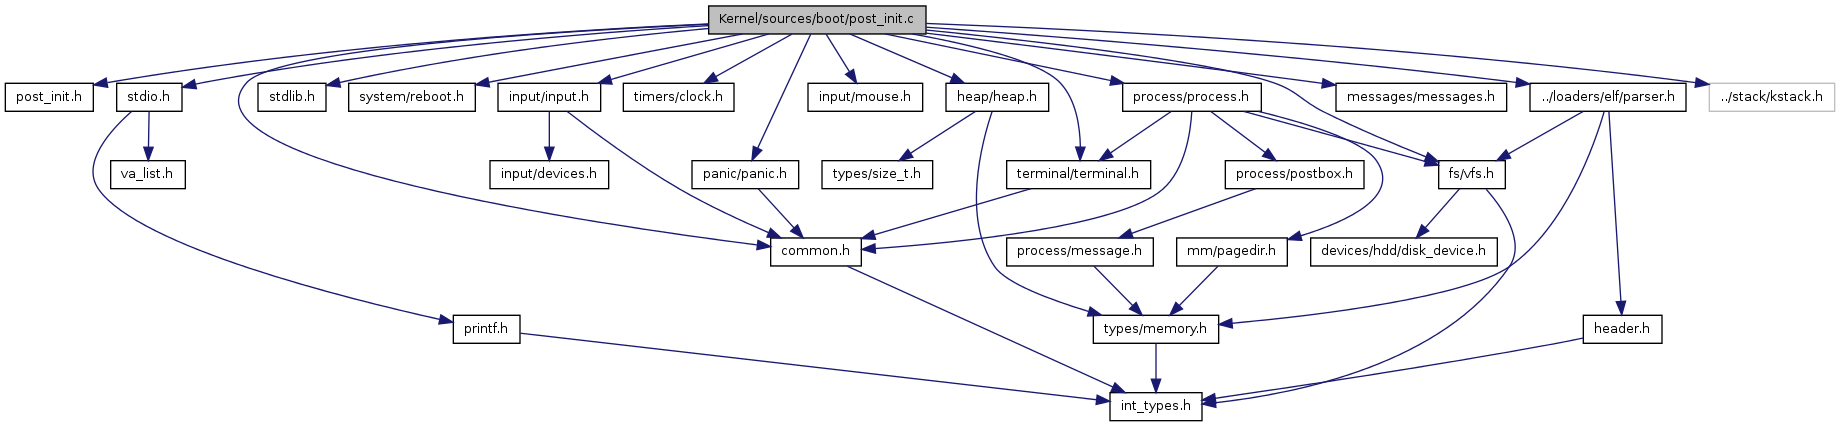 Kernel/sources/boot/post_init.c
post_init.h
stdio.h
stdlib.h
system/reboot.h
input/input.h
timers/clock.h
input/mouse.h
heap/heap.h
process/process.h
messages/messages.h
../loaders/elf/parser.h
../stack/kstack.h
va_list.h
input/devices.h
panic/panic.h
types/size_t.h
terminal/terminal.h
process/postbox.h
fs/vfs.h
common.h
process/message.h
mm/pagedir.h
devices/hdd/disk_device.h
printf.h
types/memory.h
header.h
int_types.h